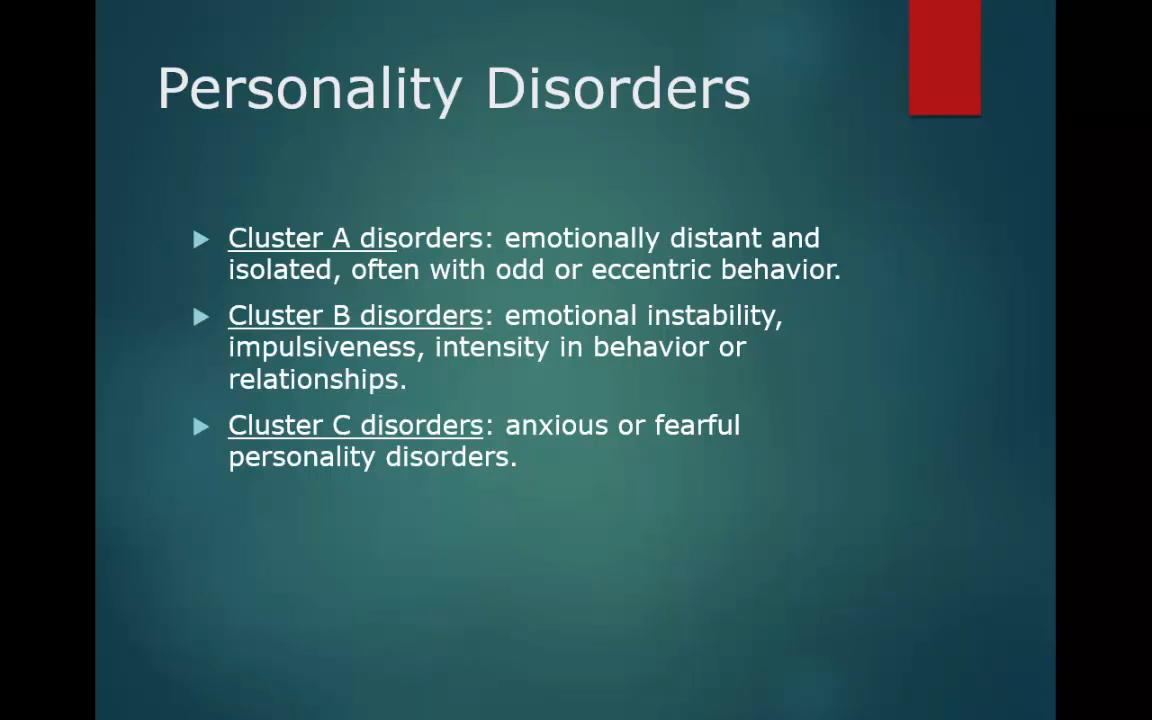 Personality Disorders
Cluster A disorders: emotionally distant and
isolated, often with odd or eccentric behavior.
Cluster B disorders: emotional instability,
impulsiveness, intensity in behavior or
relationships.
Cluster C disorders: anxious or fearful
personality disorders.